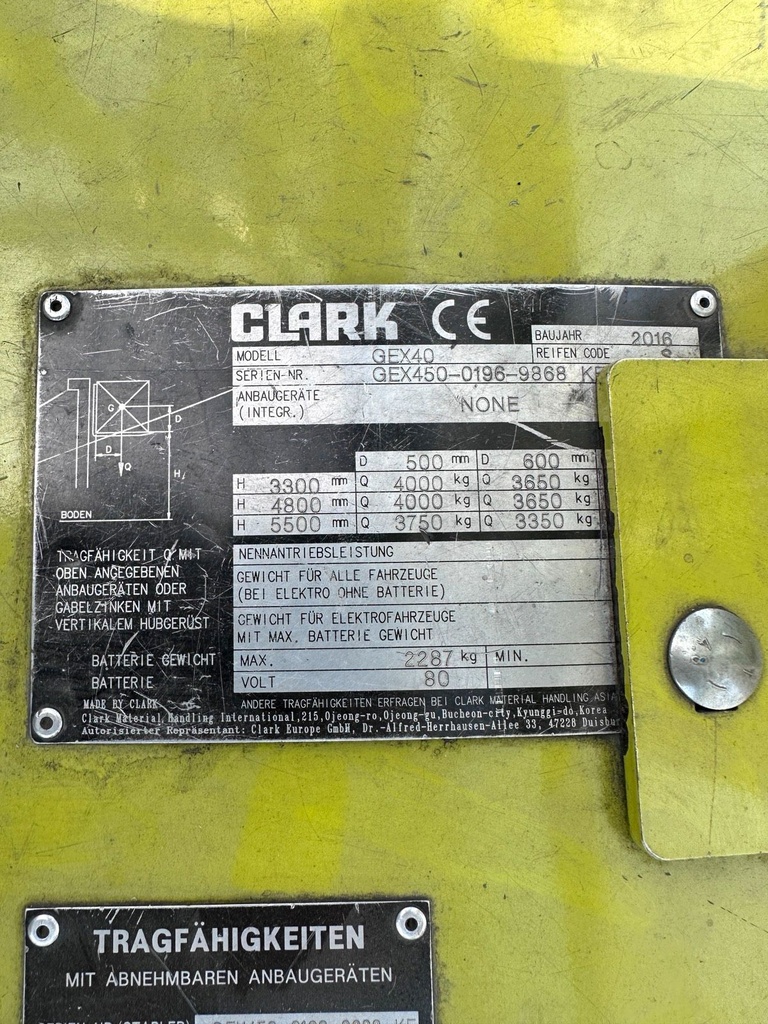 CLARK CE
BAUJAHR 2016
MODELL GEX40 REIFEN CODE
SERIEN-NR. GEX450-0196-9868
ANBAUGERÄTE
(INTEGR.) NONE
G
D
D
Q
H
BODEN
D 500 mm D 600 mm
H 3300 mm Q 4000 kg Q 3650 kg
H 4800 mm Q 4000 kg Q 3650 kg
H 5500 mm Q 3750 kg Q 3350 kg
TRAGFÄHIGKEIT Q MIT
OBEN ANGEGEBENEN
ANBAUGERÄTEN ODER
GABELZINKEN MIT
VERTIKALEM HUBGERÜST
NENNANTRIEBSLEISTUNG
GEWICHT FÜR ALLE FAHRZEUGE
(BEI ELEKTRO OHNE BATTERIE)
GEWICHT FÜR ELEKTROFAHRZEUGE
MIT MAX. BATTERIE GEWICHT
BATTERIE GEWICHT MAX. 2287 kg MIN.
BATTERIE VOLT 80
MADE BY CLARK ANDERE TRAGFÄHIGKEITEN ERFRAGEN BEI CLARK MATERIAL HANDLING ASIA
Clark Material Handling International,215,Ojeong-ro,Ojeong-gu,Bucheon-city,Kyunggi-do,Korea
Autorisierter Repräsentant: Clark Europe GmbH, Dr.-Alfred-Herrhausen-Allee 33, 47228 Duisbu
TRAGFÄHIGKEITEN
MIT ABNEHMBAREN ANBAUGERÄTEN